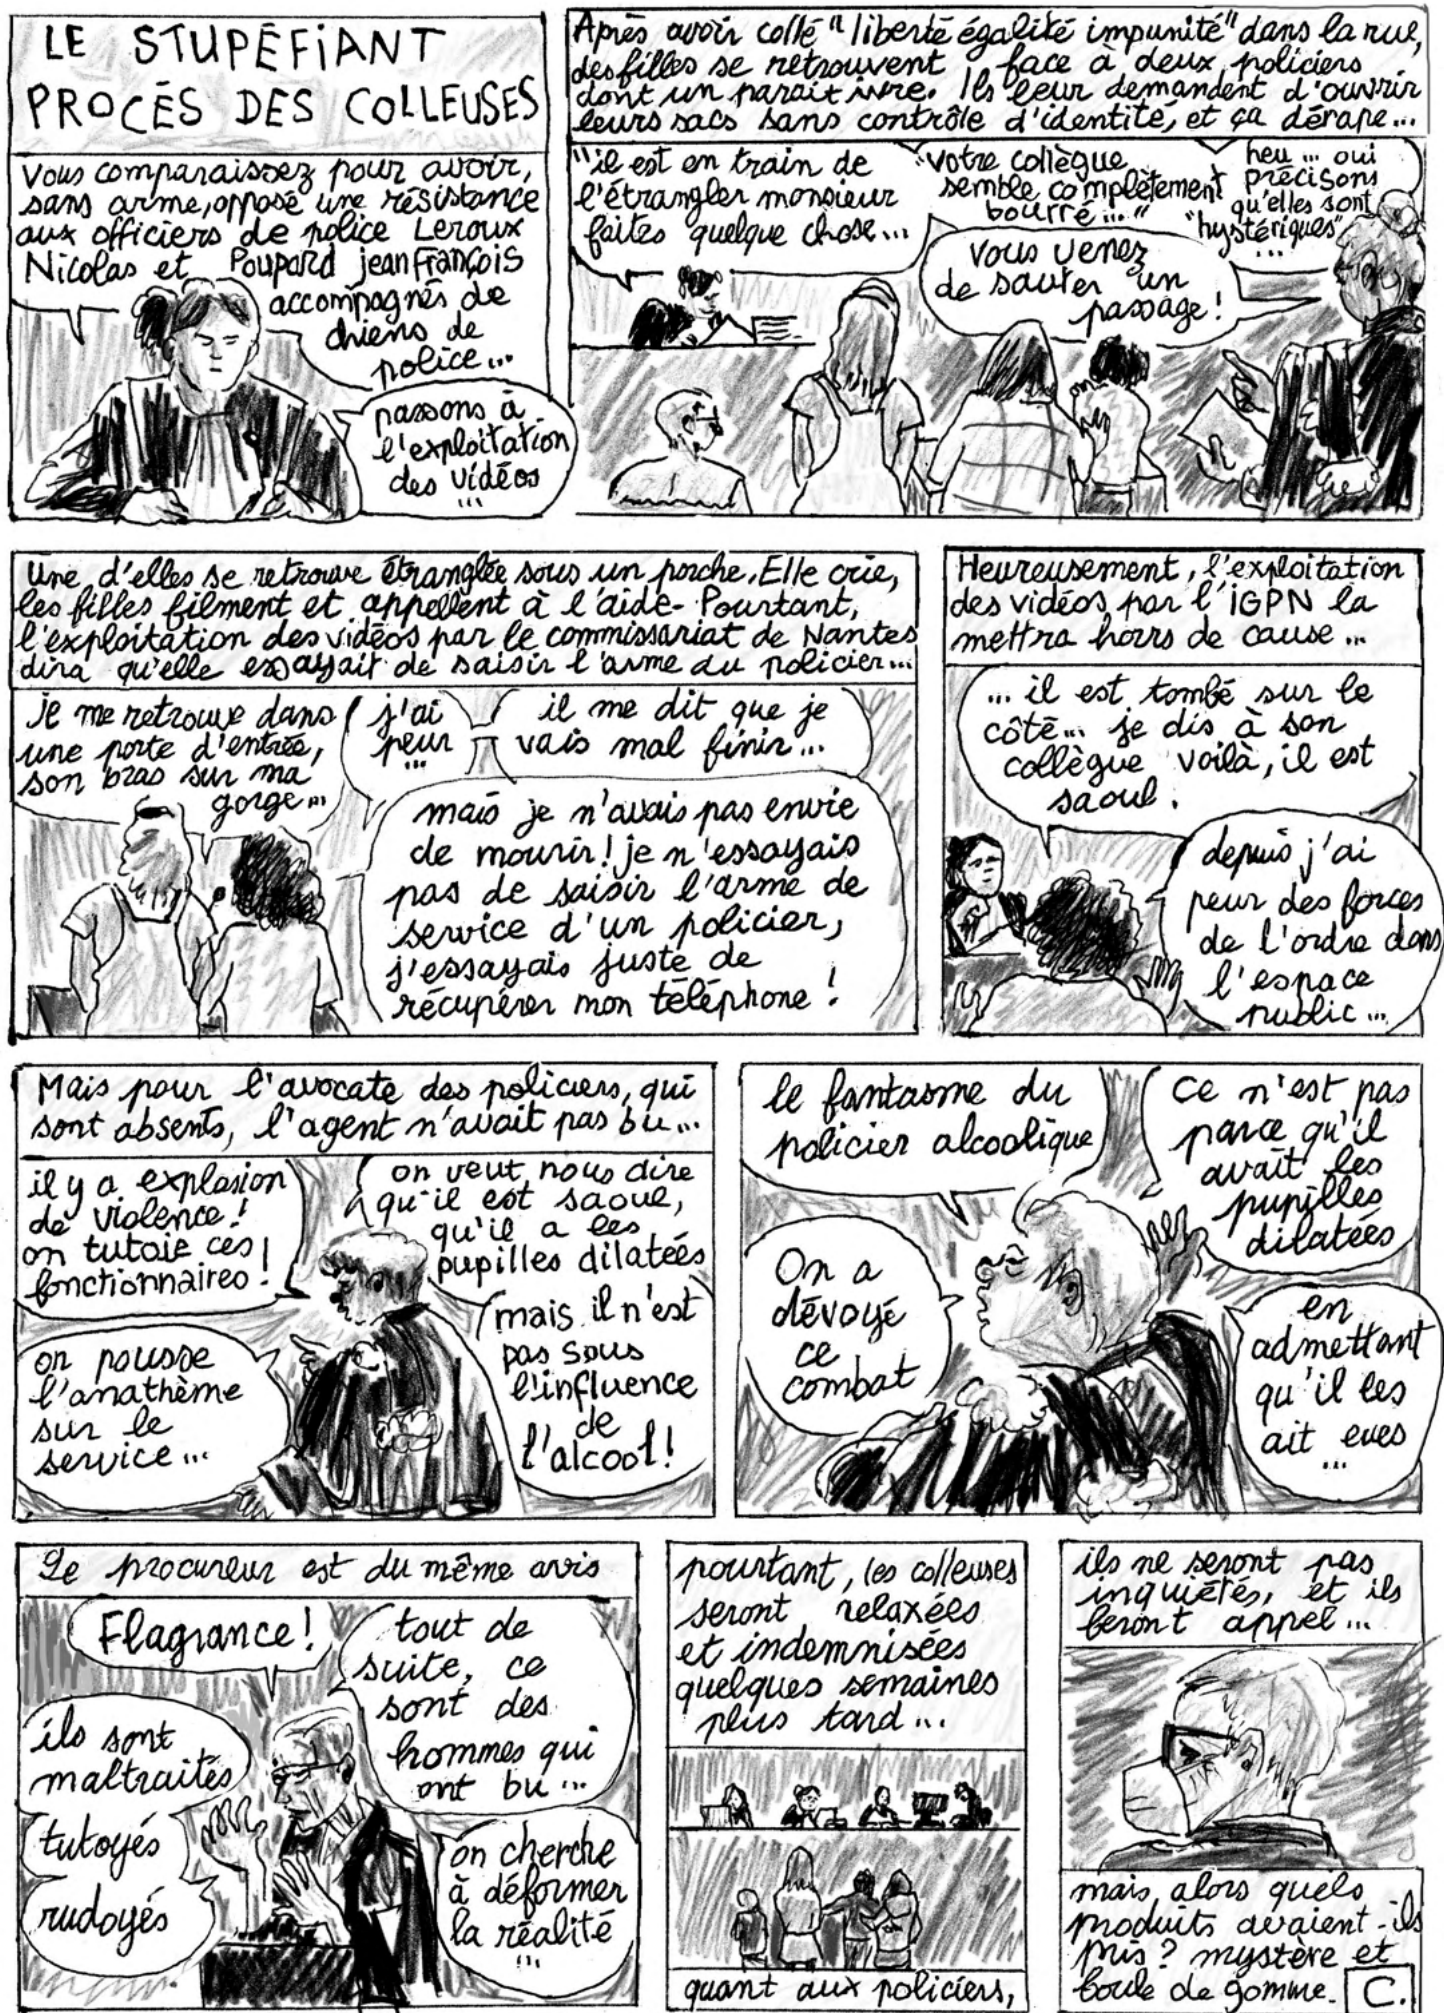 LE STUPÉFiANT
PROCÈS DES COLLEUSES
Vous comparaissez pour avoir,
sans arme, opposé une résistance
aux officiers de police Leroux
Nicolas et Poupard jean François
accompagnés de
chiens de
police...
passons à
l'exploitation
des vidéos
...
Après avoir collé "liberté égalité impunité" dans la rue,
des filles se retrouvent face à deux policiers
dont un parait ivre. Ils leur demandent d'ouvrir
leurs sacs sans contrôle d'identité, et ça dérape...
"il est en train de
l'étrangler monsieur
faites quelque chose...
votre collègue
semble complètement
bourré..."
heu... oui
précisons
qu'elles sont
"hystériques"
...
vous venez
de sauter un
passage !
Une d'elles se retrouve étranglée sous un porche. Elle crie,
les filles filment et appellent à l'aide. Pourtant,
l'exploitation des vidéos par le commissariat de Nantes
dira qu'elle essayait de saisir l'arme du policier...
je me retrouve dans
une porte d'entrée,
son bras sur ma
gorge...
j'ai
peur
...
il me dit que je
vais mal finir...
mais je n'avais pas envie
de mourir ! je n'essayais
pas de saisir l'arme de
service d'un policier,
j'essayais juste de
récupérer mon téléphone !
Heureusement, l'exploitation
des vidéos par l'IGPN la
mettra hors de cause...
... il est tombé sur le
côté... je dis à son
collègue voilà, il est
saoul.
depuis j'ai
peur des forces
de l'ordre dans
l'espace
public...
Mais pour l'avocate des policiers, qui
sont absents, l'agent n'avait pas bu...
il y a explosion
de violence !
on tutoie ces
fonctionnaires !
on veut nous dire
qu'il est saoul,
qu'il a les
pupilles dilatées
on pousse
l'anathème
sur le
service...
mais il n'est
pas sous
l'influence
de
l'alcool !
le fantasme du
policier alcoolique
ce n'est pas
parce qu'il
avait les
pupilles
dilatées
On a
dévoyé
ce
combat
en
admettant
qu'il les
ait eues
...
Le procureur est du même avis
Flagrance !
tout de
suite, ce
sont des
hommes qui
ont bu...
ils sont
maltraités
tutoyés
rudoyés
on cherche
à déformer
la réalité
...
pourtant, les colleuses
seront relaxées
et indemnisées
quelques semaines
plus tard...
quant aux policiers,
ils ne seront pas
inquiétés, et ils
feront appel...
mais alors quels
produits avaient-ils
pris ? mystère et
boule de gomme.
C.